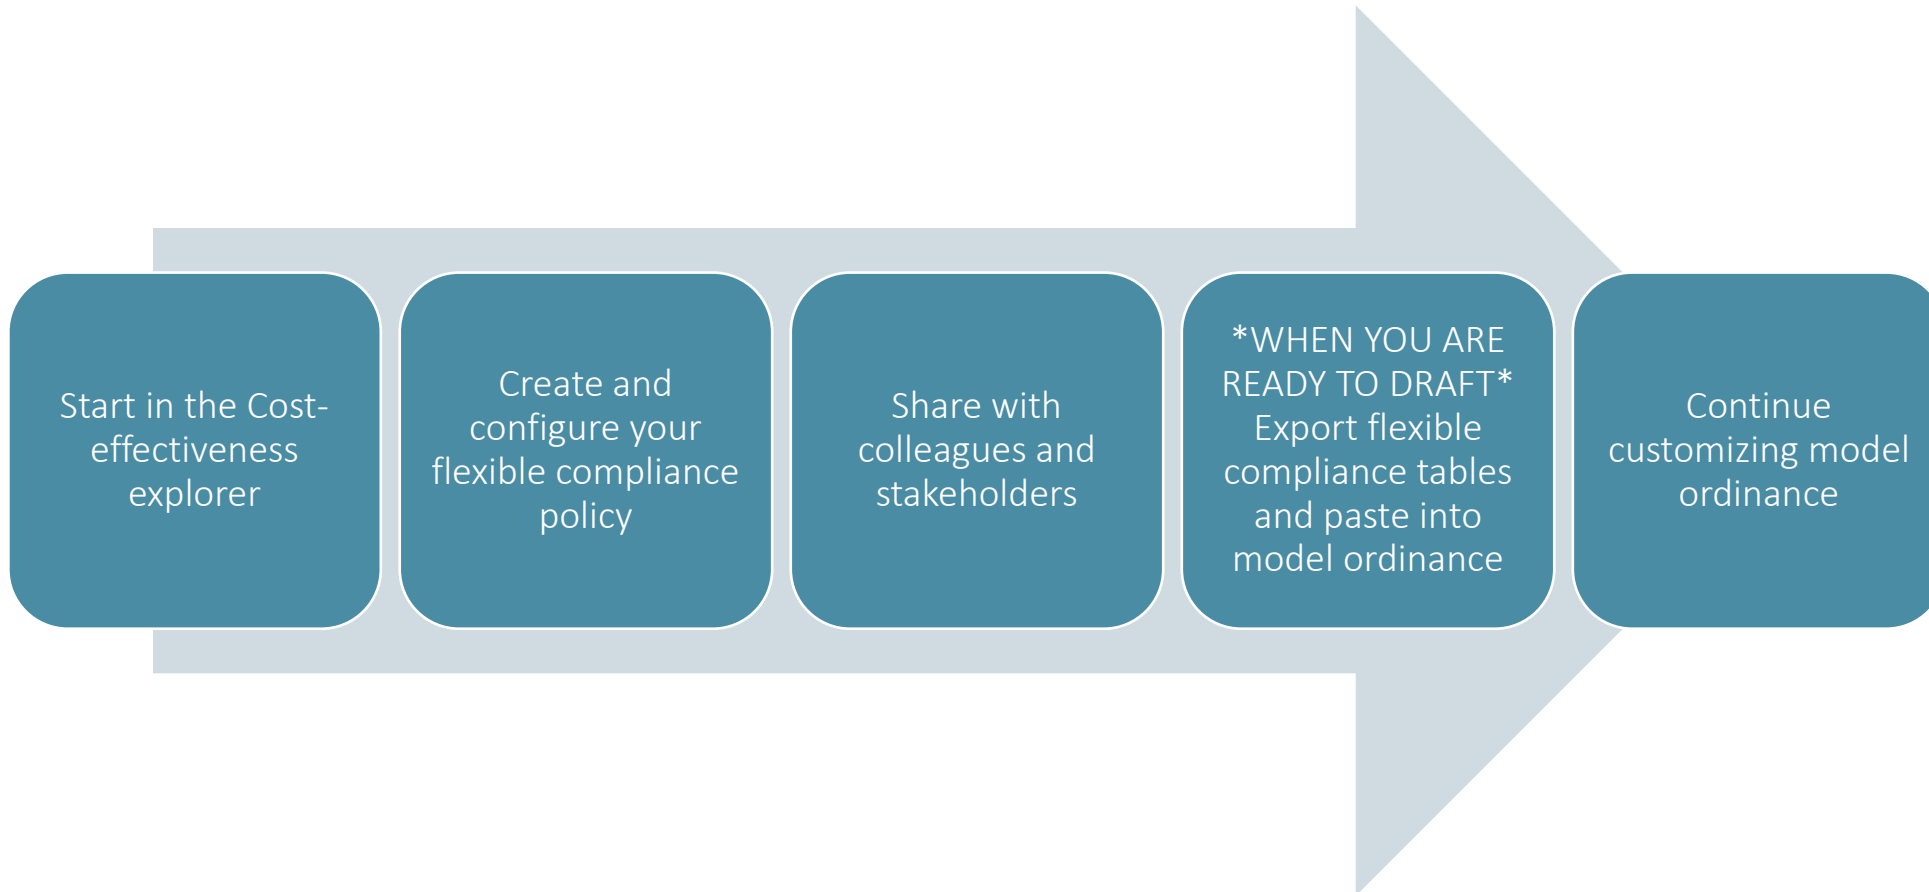 Start in the Cost-
effectiveness
explorer
Create and
configure your
flexible compliance
policy
Share with
colleagues and
stakeholders
*WHEN YOU ARE
READY TO DRAFT*
Export flexible
compliance tables
and paste into
model ordinance
Continue
customizing model
ordinance